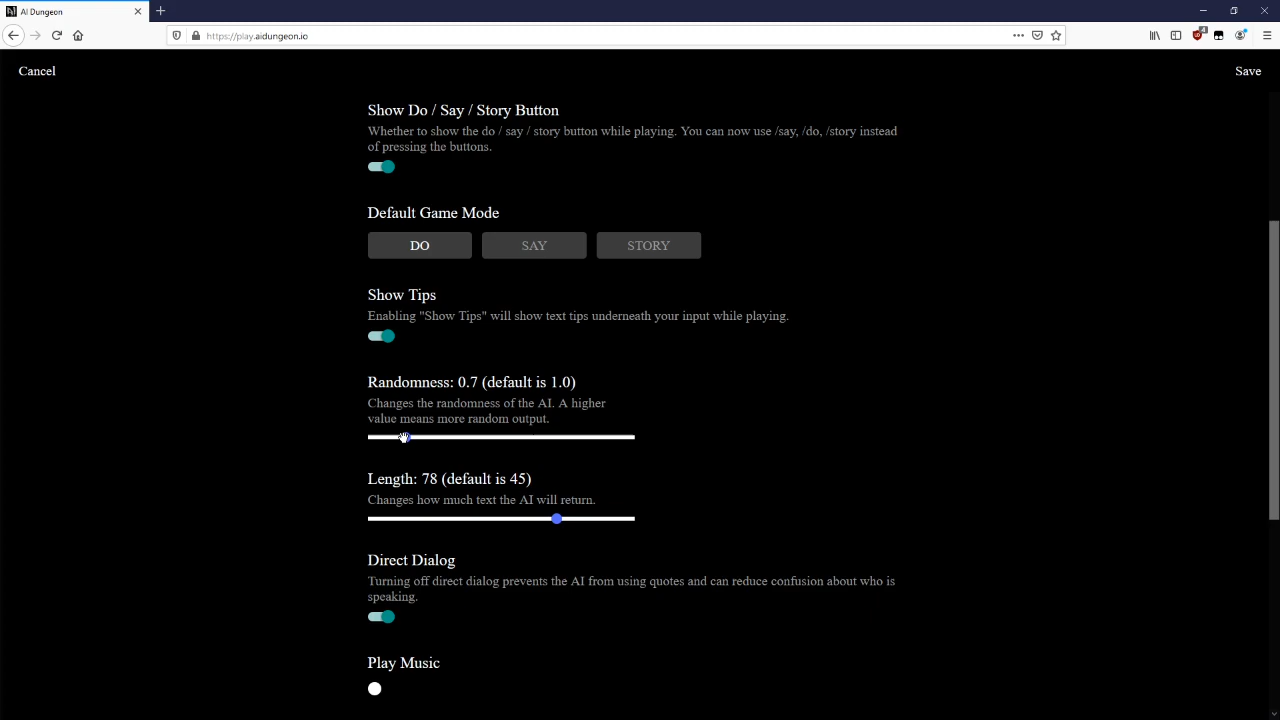 AI Dungeon
https://play.aidungeon.io
Cancel
Save
Show Do / Say / Story Button
Whether to show the do / say / story button while playing. You can now use /say, /do, /story instead
of pressing the buttons.
Default Game Mode
DO SAY STORY
Show Tips
Enabling "Show Tips" will show text tips underneath your input while playing.
Randomness: 0.7 (default is 1.0)
Changes the randomness of the AI. A higher
value means more random output.
Length: 78 (default is 45)
Changes how much text the AI will return.
Direct Dialog
Turning off direct dialog prevents the AI from using quotes and can reduce confusion about who is
speaking.
Play Music